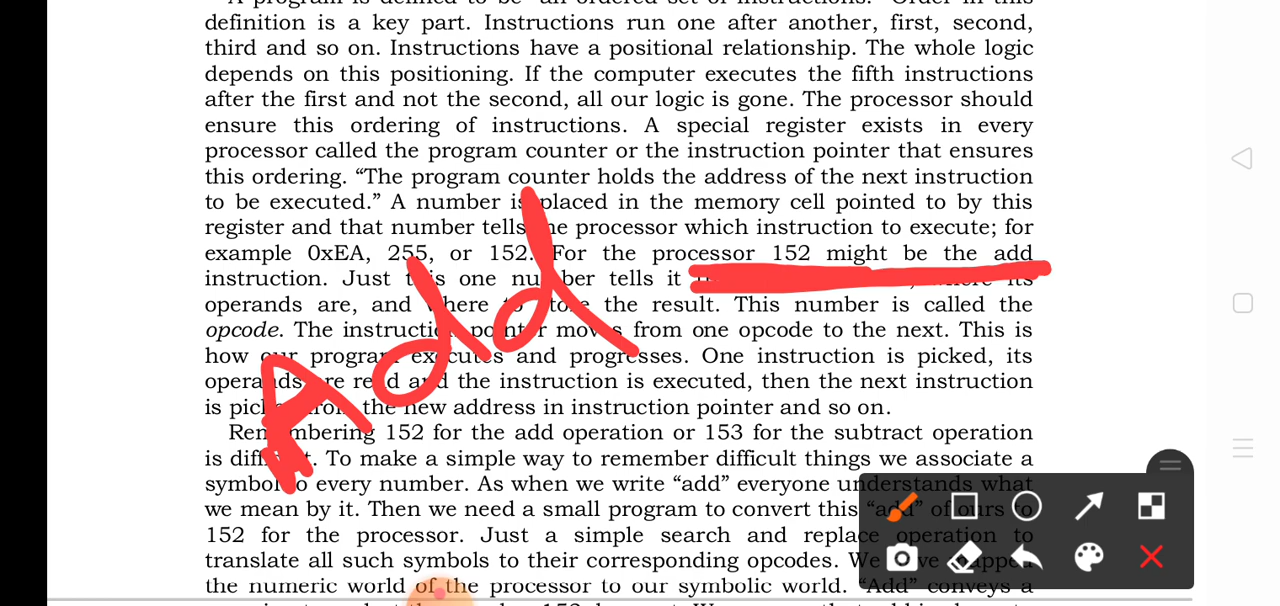 definition is a key part. Instructions run one after another, first, second,
third and so on. Instructions have a positional relationship. The whole logic
depends on this positioning. If the computer executes the fifth instructions
after the first and not the second, all our logic is gone. The processor should
ensure this ordering of instructions. A special register exists in every
processor called the program counter or the instruction pointer that ensures
this ordering. “The program counter holds the address of the next instruction
to be executed.” A number is placed in the memory cell pointed to by this
register and that number tells the processor which instruction to execute; for
example 0xEA, 255, or 152. For the processor 152 might be the add
instruction. Just this one number tells it where its
operands are, and where to store the result. This number is called the
opcode. The instruction pointer moves from one opcode to the next. This is
how our program executes and progresses. One instruction is picked, its
operands are read and the instruction is executed, then the next instruction
is picked from the new address in instruction pointer and so on.
Remembering 152 for the add operation or 153 for the subtract operation
is difficult. To make a simple way to remember difficult things we associate a
symbol to every number. As when we write “add” everyone understands what
we mean by it. Then we need a small program to convert this “add” of ours to
152 for the processor. Just a simple search and replace operation to
translate all such symbols to their corresponding opcodes. We have mapped
the numeric world of the processor to our symbolic world. “Add” conveys a
Add